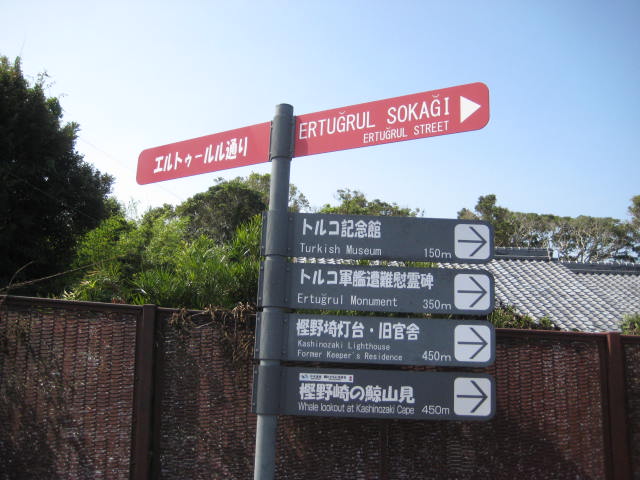 エルトゥールル通り
ERTUĞRUL SOKAĞI
ERTUĞRUL STREET
トルコ記念館
Turkish Museum 150m
トルコ軍艦遭難慰霊碑
Ertuğrul Monument 350m
樫野埼灯台・旧官舎
Kashinozaki Lighthouse
Former Keeper's Residence 450m
樫野崎の鯨山見
Whale lookout at Kashinozaki Cape 450m